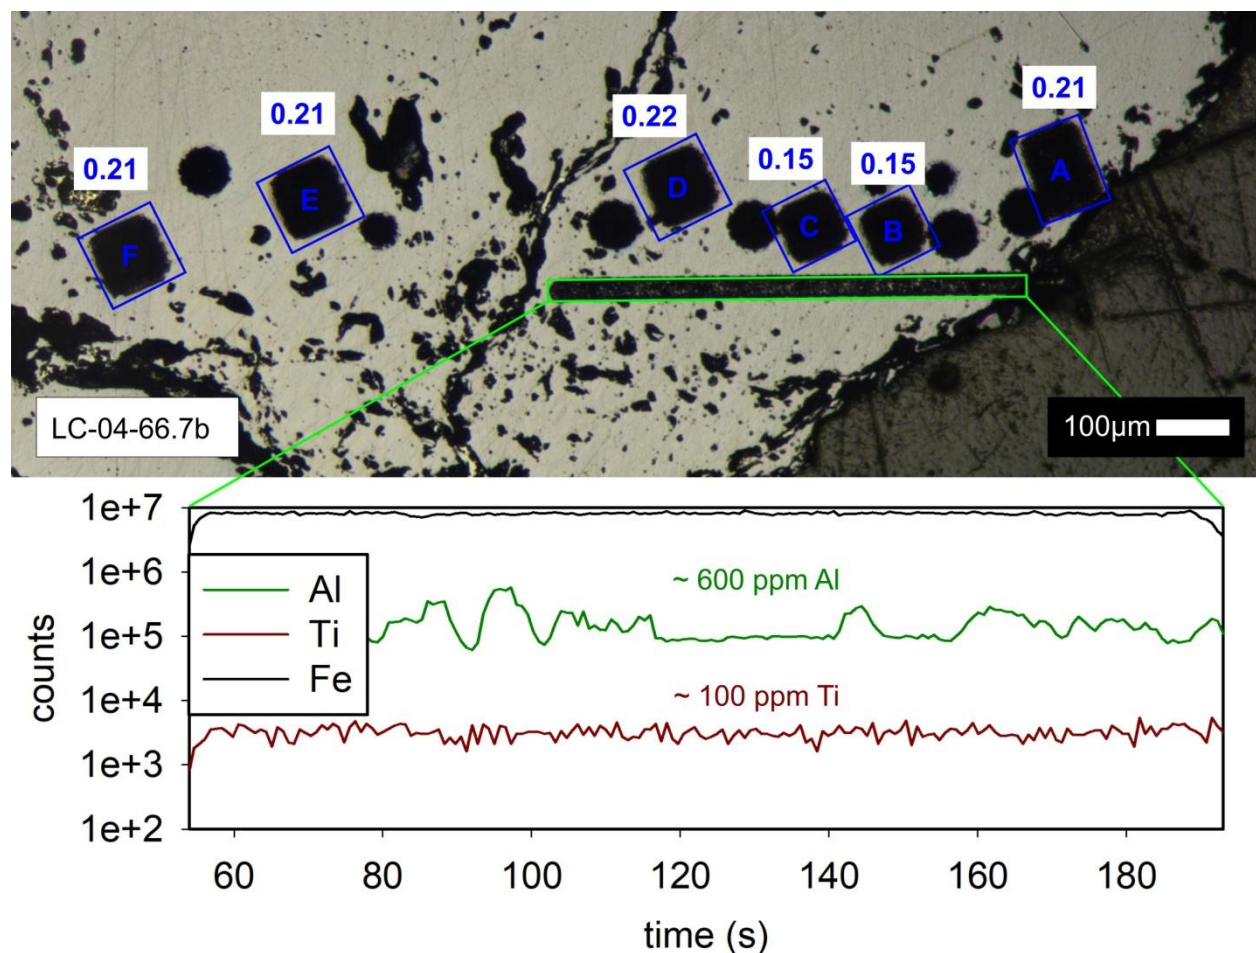 0.21
0.21
0.22
0.15
0.15
0.21
F
E
D
C
B
A
LC-04-66.7b
100µm
1e+7
1e+6
1e+5
1e+4
1e+3
1e+2
counts
Al
Ti
Fe
~ 600 ppm Al
~ 100 ppm Ti
60
80
100
120
140
160
180
time (s)